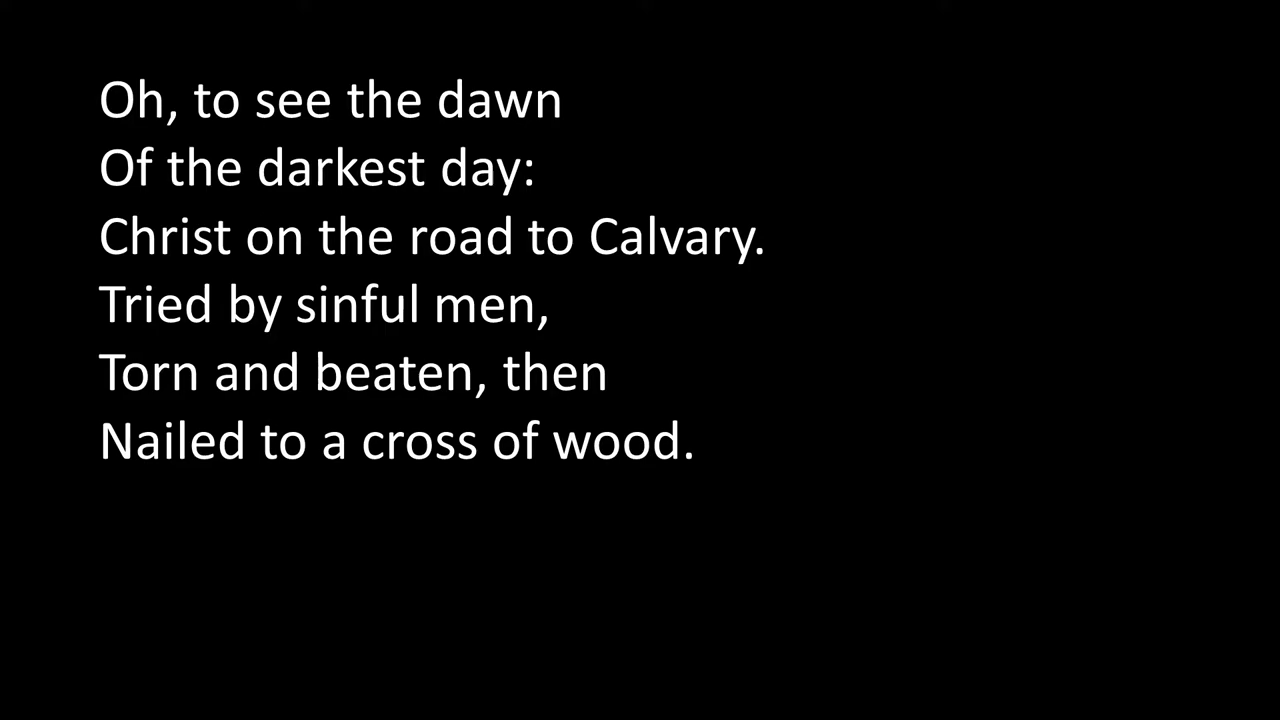 Oh, to see the dawn
Of the darkest day:
Christ on the road to Calvary.
Tried by sinful men,
Torn and beaten, then
Nailed to a cross of wood.